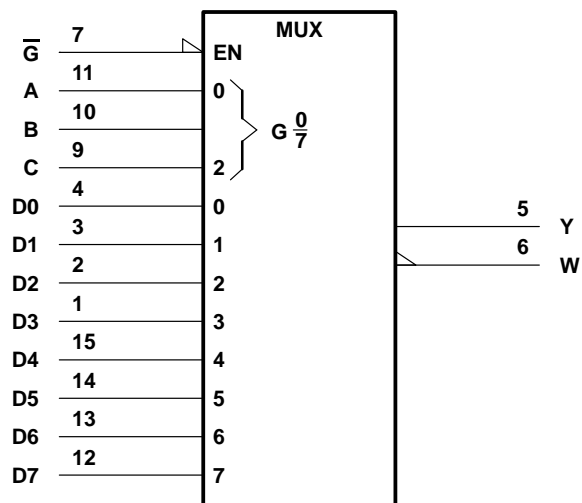 MUX
G̅ 7 EN
A 11 0
B 10 G 0/7
C 9 2
D0 4 0
D1 3 1
5 Y
D2 2 2
6 W
D3 1 3
D4 15 4
D5 14 5
D6 13 6
D7 12 7